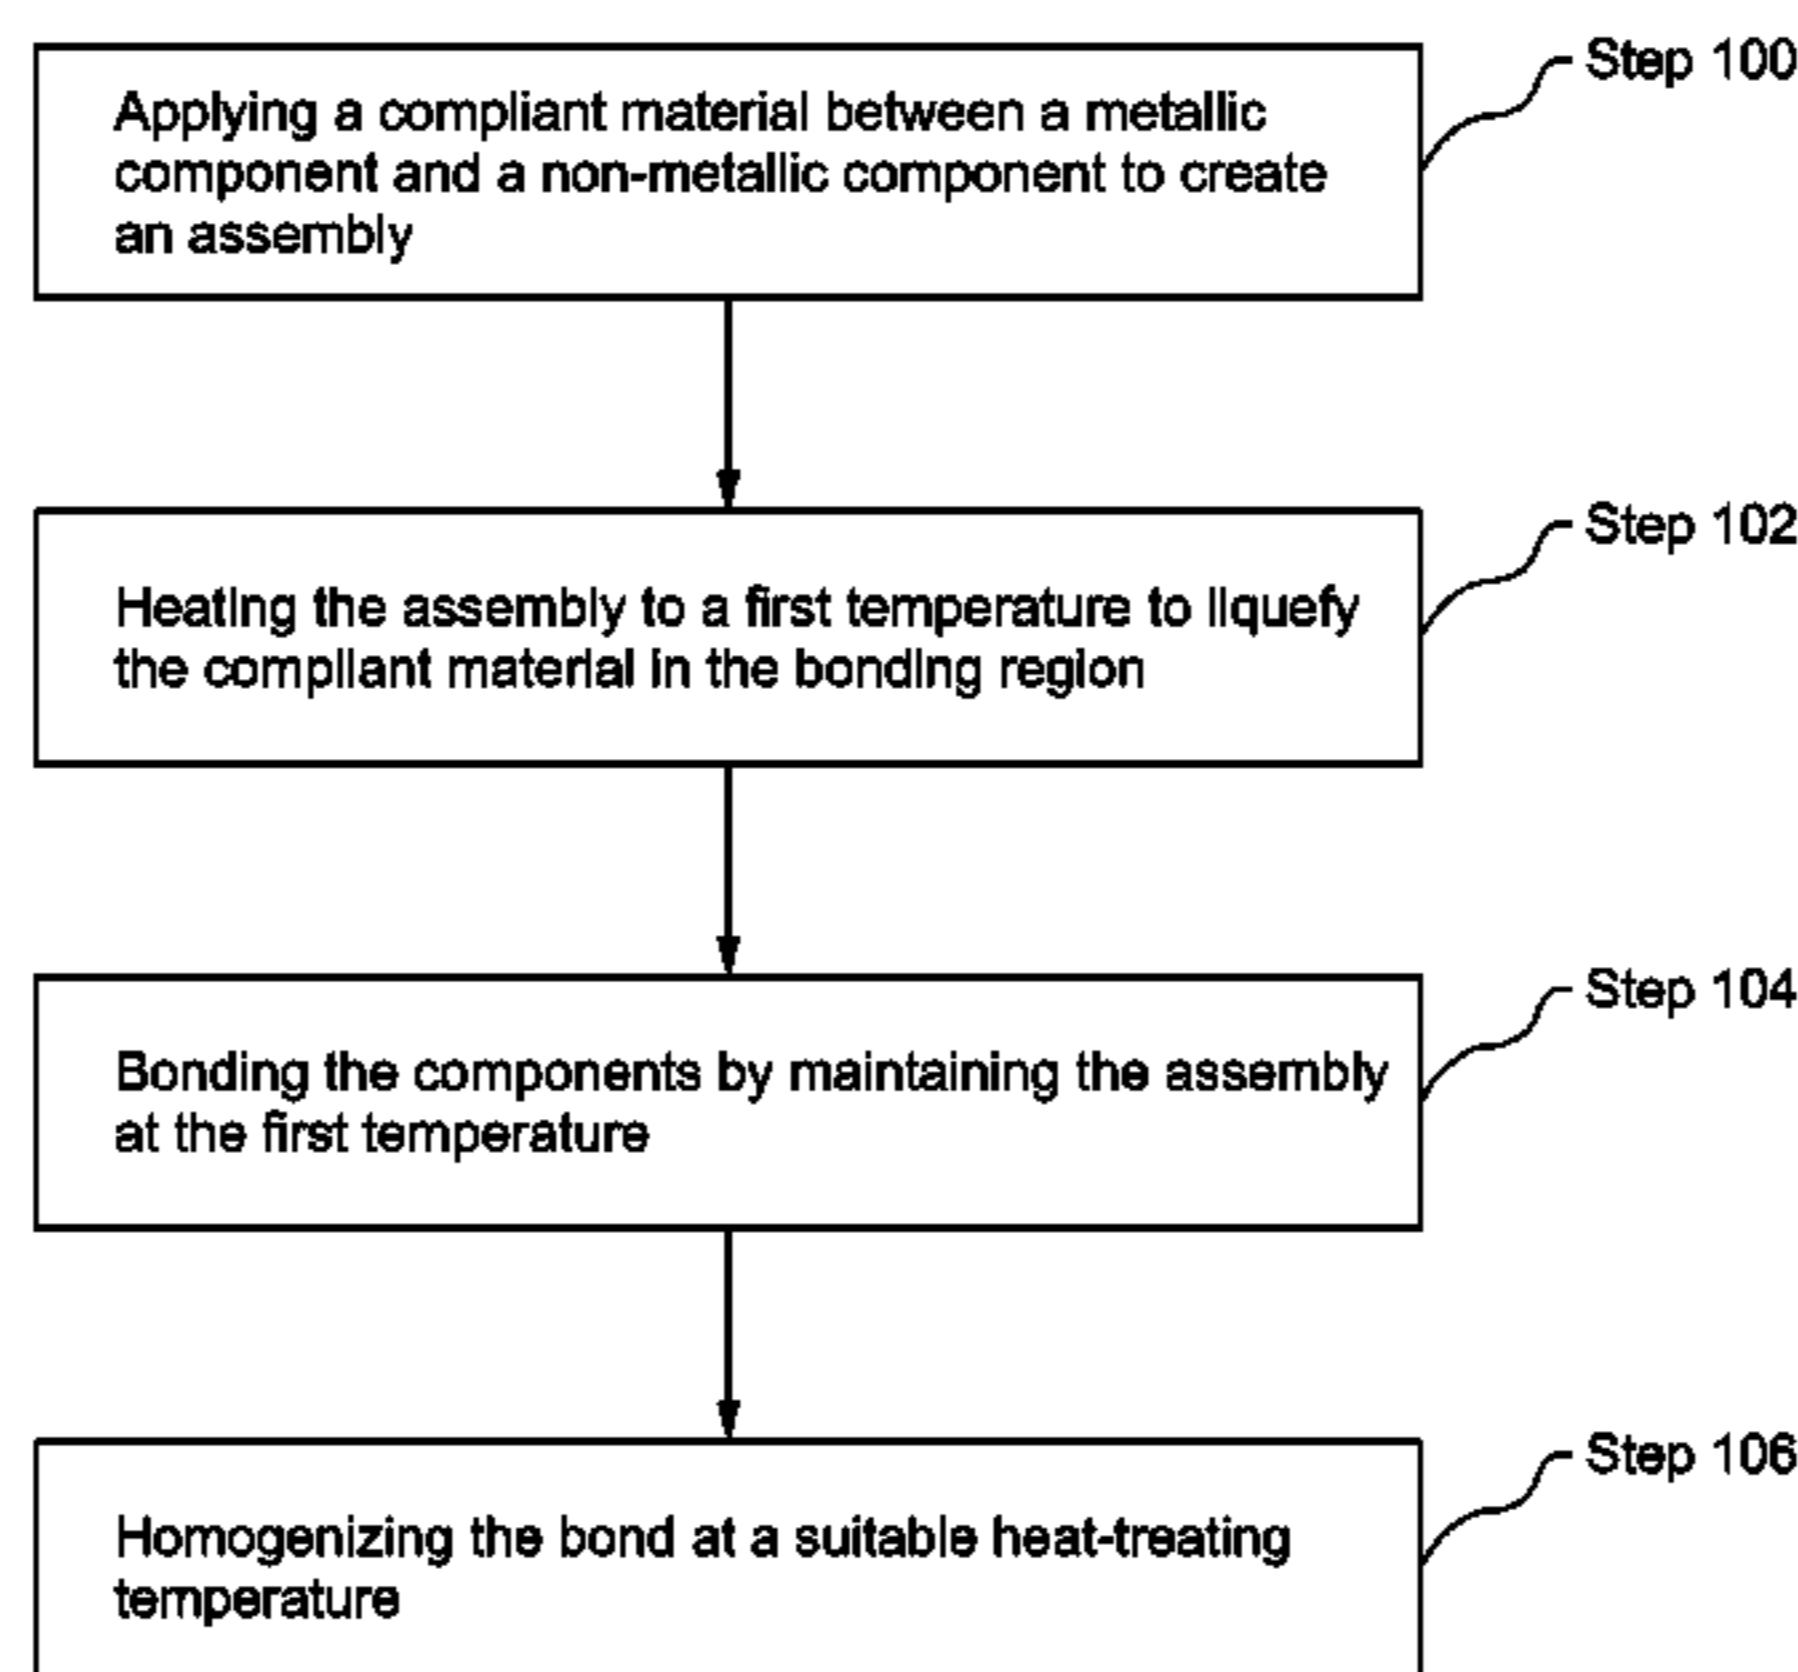 Step 100
Applying a compliant material between a metallic
component and a non-metallic component to create
an assembly
Step 102
Heating the assembly to a first temperature to liquefy
the compliant material in the bonding region
Step 104
Bonding the components by maintaining the assembly
at the first temperature
Step 106
Homogenizing the bond at a suitable heat-treating
temperature